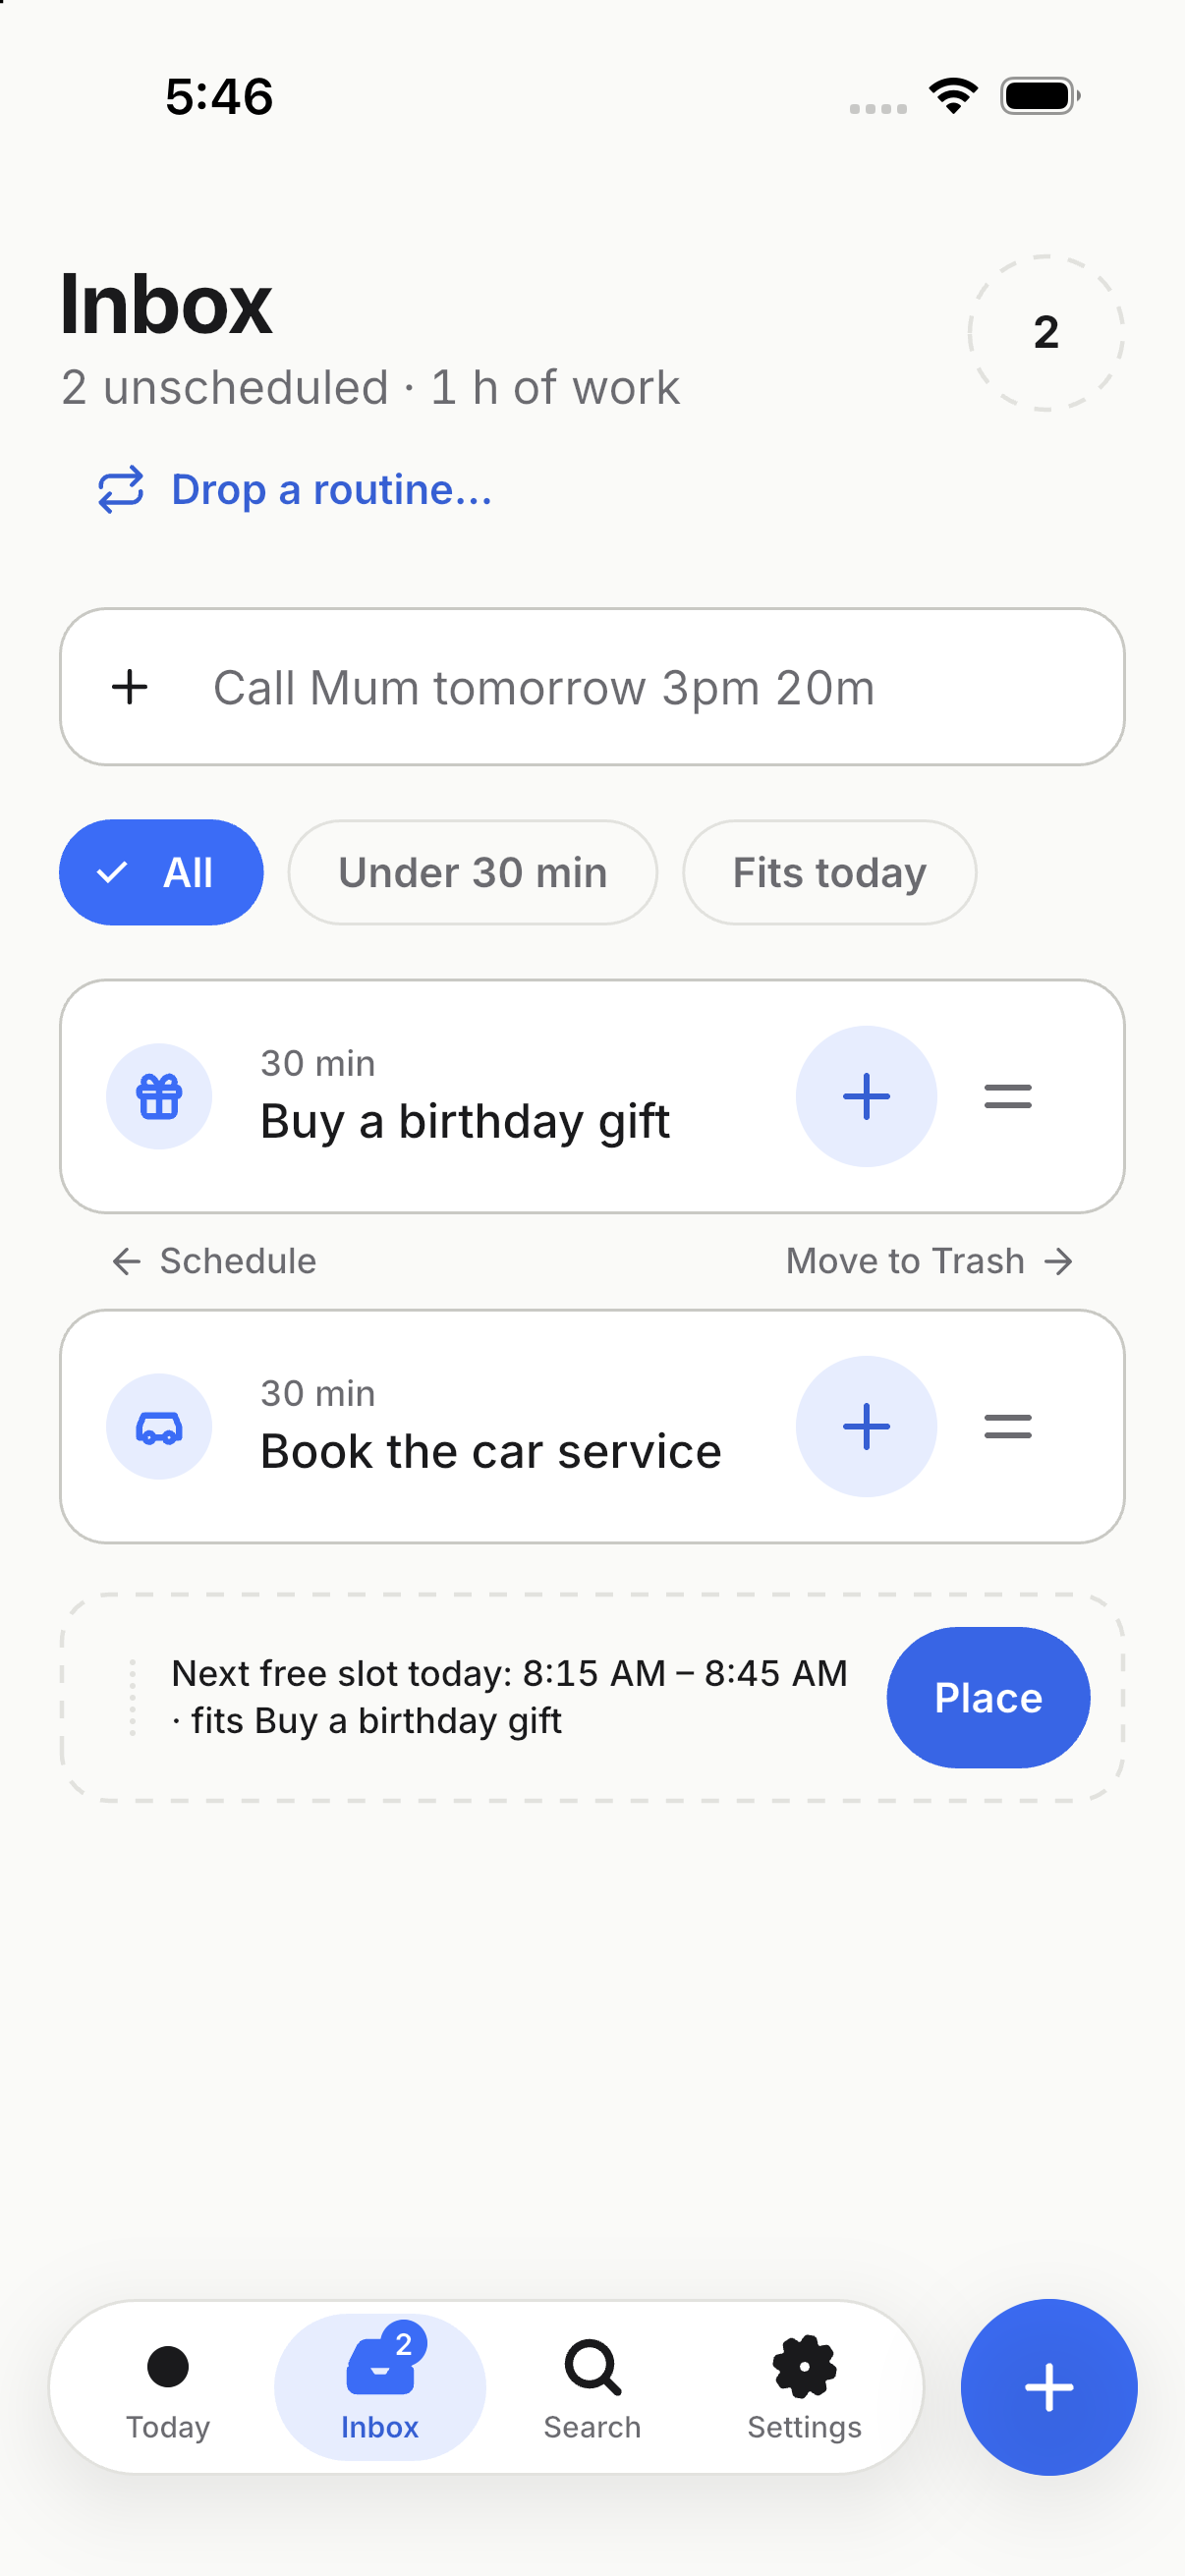 5:46
Inbox
2
2 unscheduled · 1 h of work
Drop a routine...
Call Mum tomorrow 3pm 20m
All
Under 30 min
Fits today
30 min
Buy a birthday gift
Schedule
Move to Trash
30 min
Book the car service
Next free slot today: 8:15 AM – 8:45 AM
· fits Buy a birthday gift
Place
2
Today
Inbox
Search
Settings